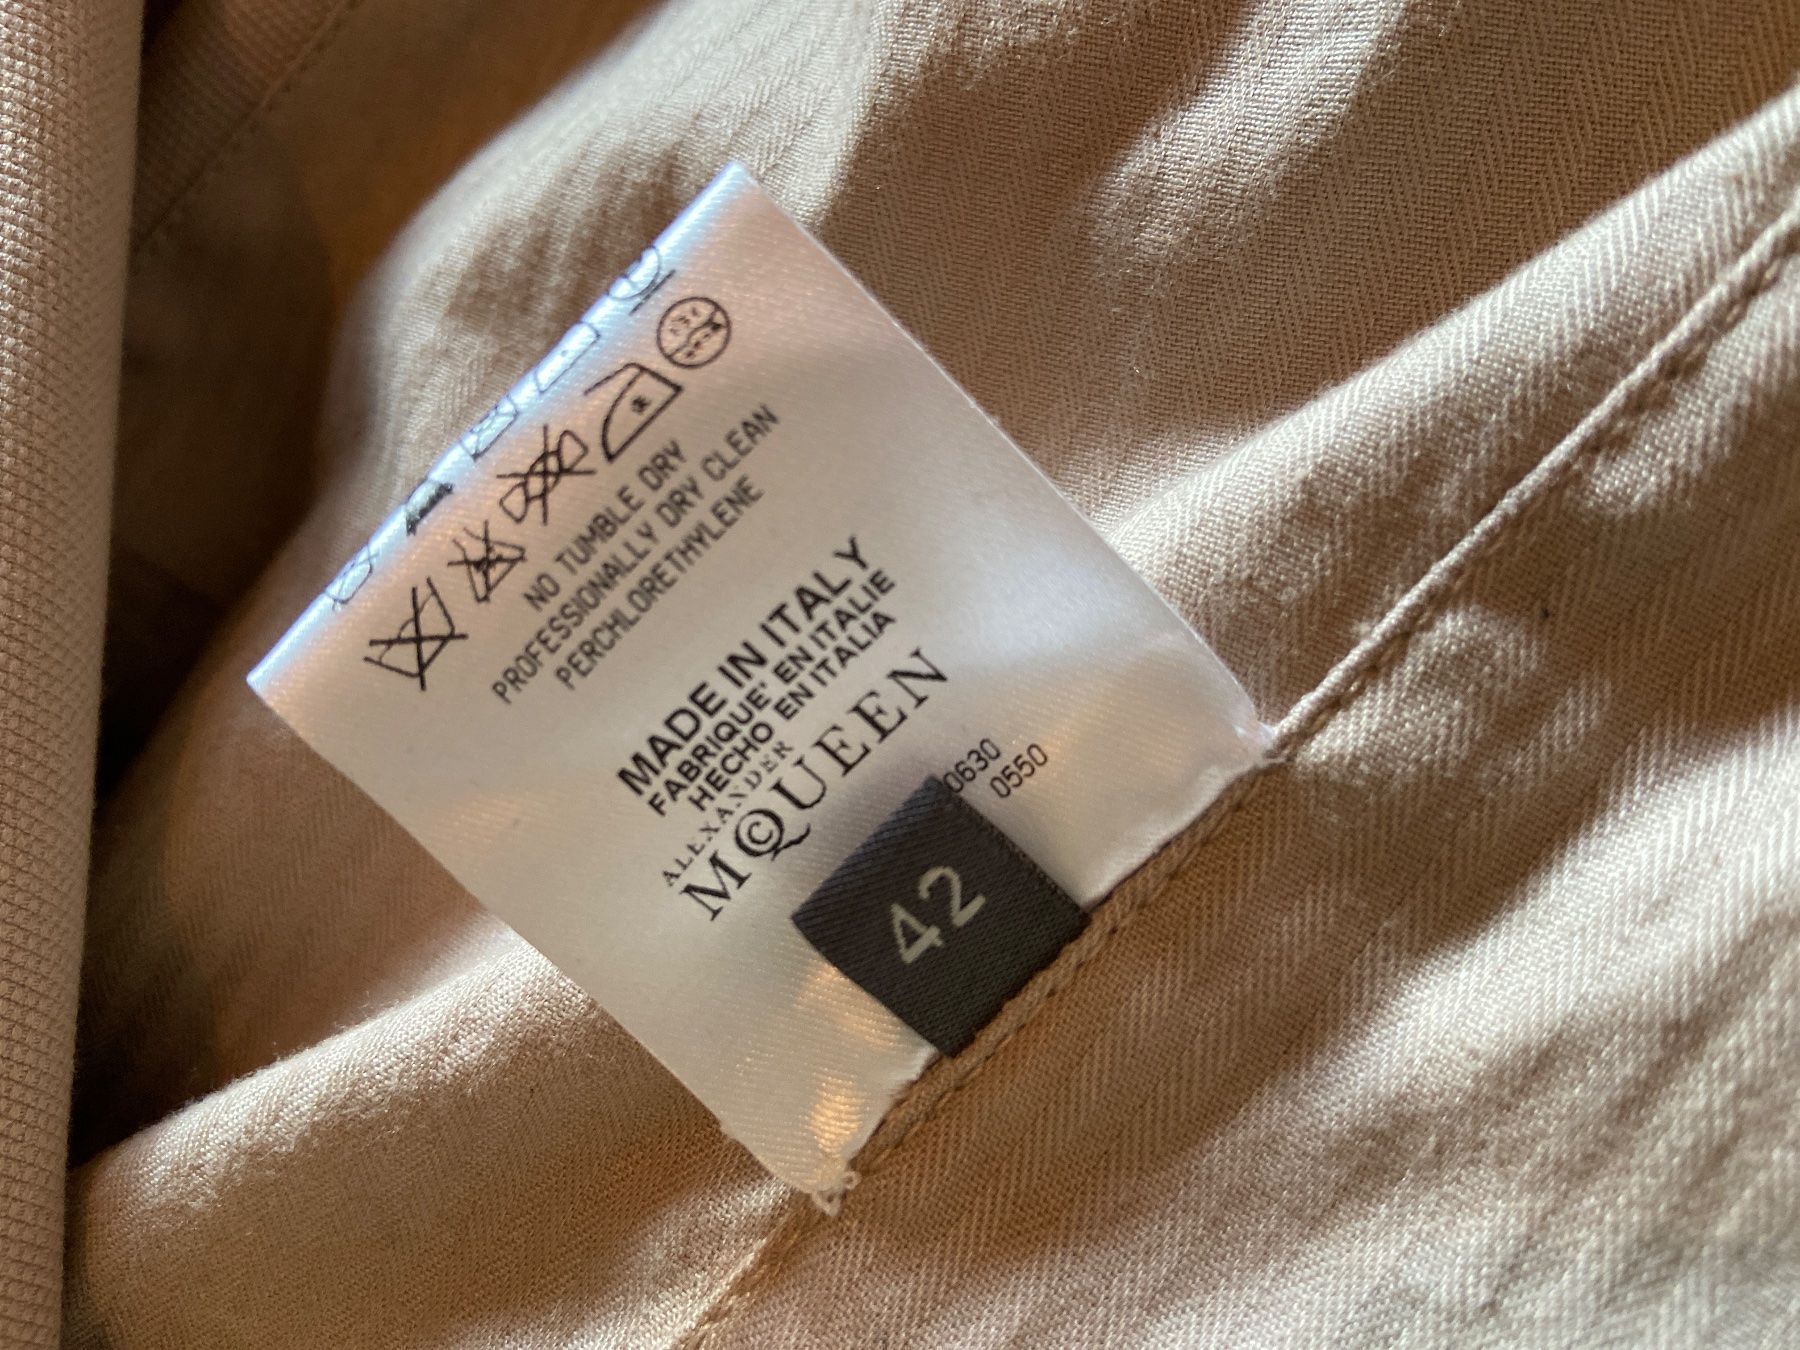 NO TUMBLE DRY
PROFESSIONALLY DRY CLEAN
PERCHLORETHYLENE
MADE IN ITALY
FABRIQUE' EN ITALIE
HECHO EN ITALIA
ALEXANDER
MCQUEEN
0630
0550
42